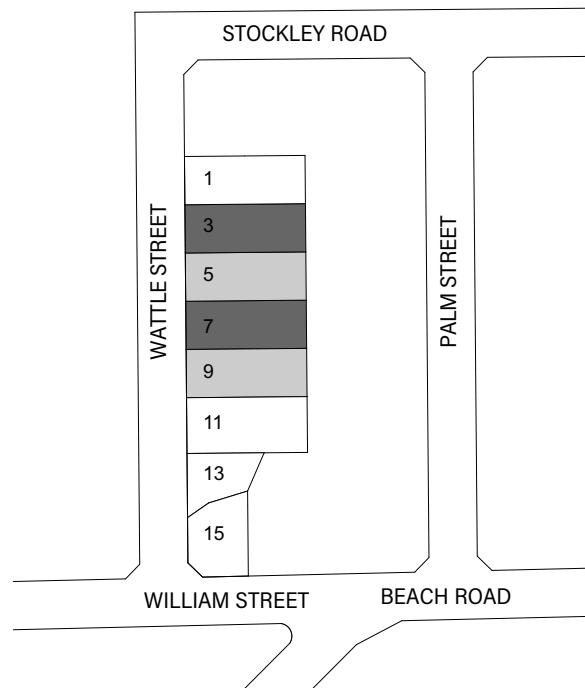 STOCKLEY ROAD
1
3
5
7
9
11
13
15
WATTLE STREET
PALM STREET
WILLIAM STREET
BEACH ROAD